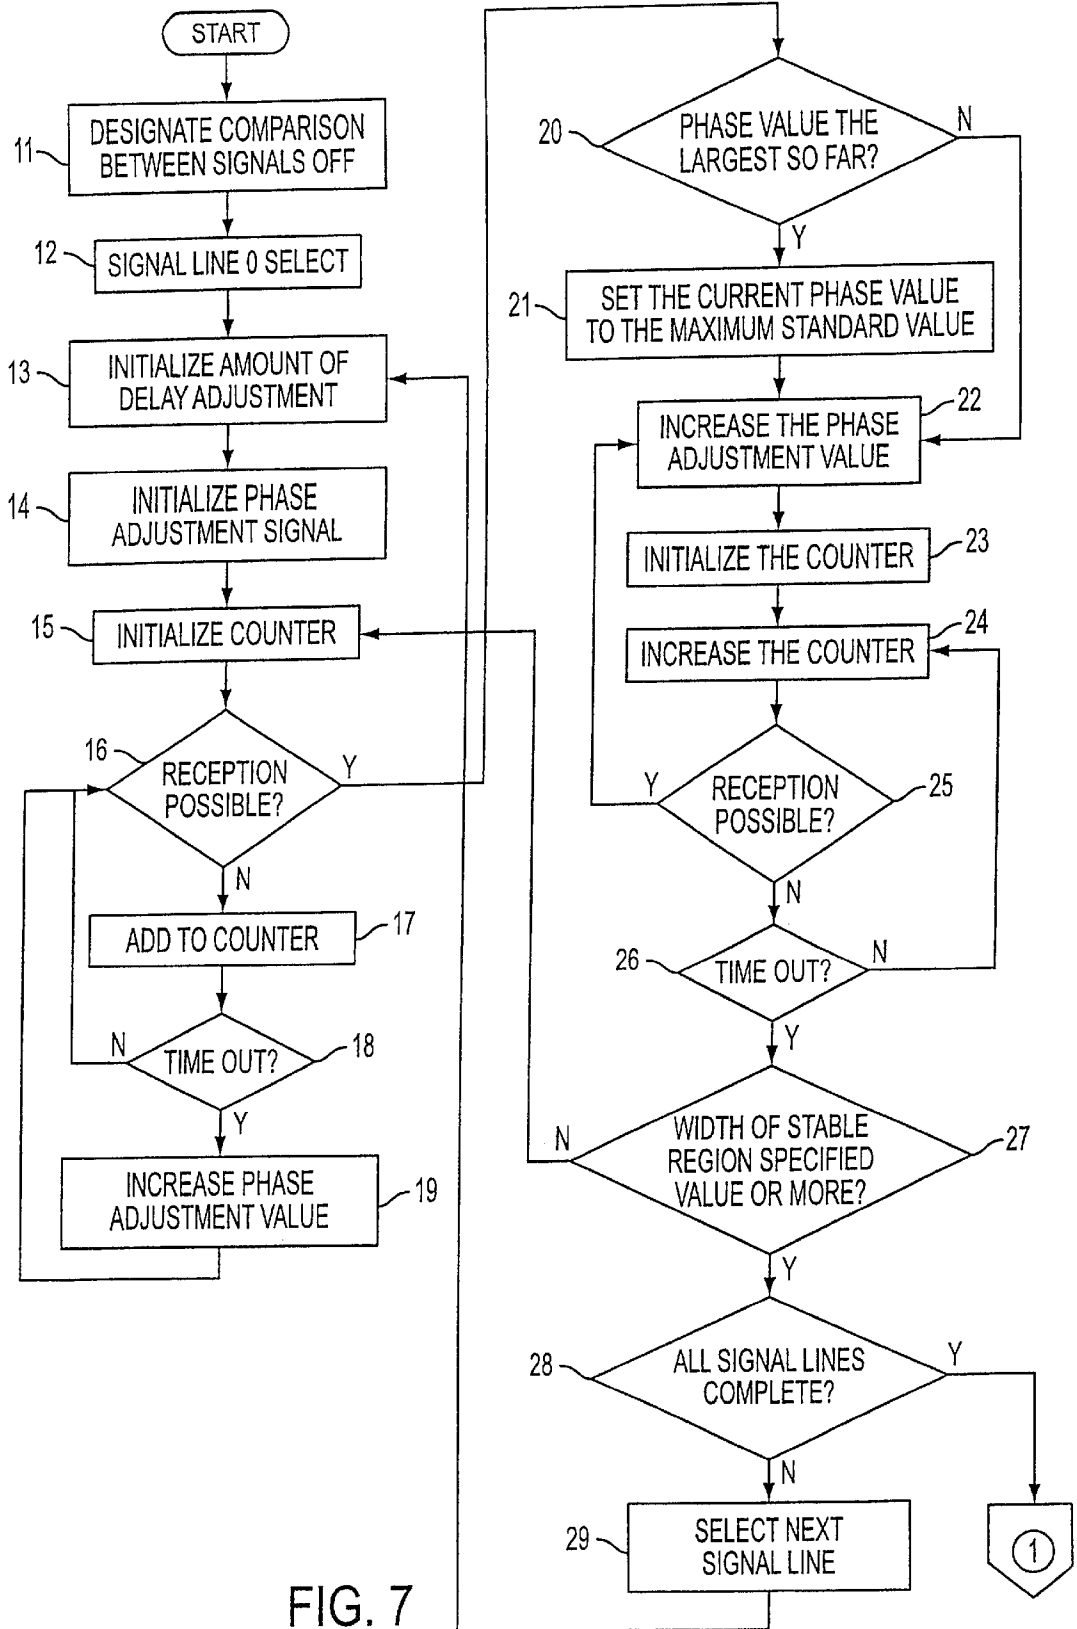 START
11
DESIGNATE COMPARISON
BETWEEN SIGNALS OFF
12
SIGNAL LINE 0 SELECT
13
INITIALIZE AMOUNT OF
DELAY ADJUSTMENT
14
INITIALIZE PHASE
ADJUSTMENT SIGNAL
15
INITIALIZE COUNTER
16
RECEPTION
POSSIBLE?
Y
N
ADD TO COUNTER
17
N
TIME OUT?
18
Y
INCREASE PHASE
ADJUSTMENT VALUE
19
20
PHASE VALUE THE
LARGEST SO FAR?
N
Y
21
SET THE CURRENT PHASE VALUE
TO THE MAXIMUM STANDARD VALUE
22
INCREASE THE PHASE
ADJUSTMENT VALUE
INITIALIZE THE COUNTER
23
24
INCREASE THE COUNTER
Y
RECEPTION
POSSIBLE?
25
N
26
TIME OUT?
N
Y
N
WIDTH OF STABLE
REGION SPECIFIED
VALUE OR MORE?
27
Y
28
ALL SIGNAL LINES
COMPLETE?
Y
N
29
SELECT NEXT
SIGNAL LINE
1
FIG. 7